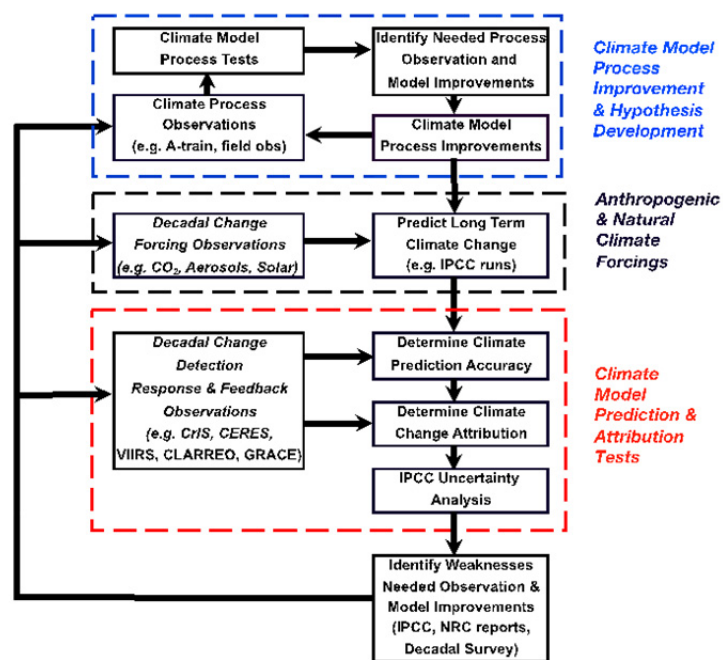 Climate Model
Process Tests
Identify Needed Process
Observation and
Model Improvements
Climate Model
Process
Improvement
& Hypothesis
Development
Climate Process
Observations
(e.g. A-train, field obs)
Climate Model
Process Improvements
Anthropogenic
& Natural
Climate
Forcings
Decadal Change
Forcing Observations
(e.g. CO₂, Aerosols, Solar)
Predict Long Term
Climate Change
(e.g. IPCC runs)
Decadal Change
Detection
Response & Feedback
Observations
(e.g. CrIS, CERES,
VIIRS, CLARREO, GRACE)
Determine Climate
Prediction Accuracy
Determine Climate
Change Attribution
IPCC Uncertainty
Analysis
Climate
Model
Prediction &
Attribution
Tests
Identify Weaknesses
Needed Observation &
Model Improvements
(IPCC, NRC reports,
Decadal Survey)